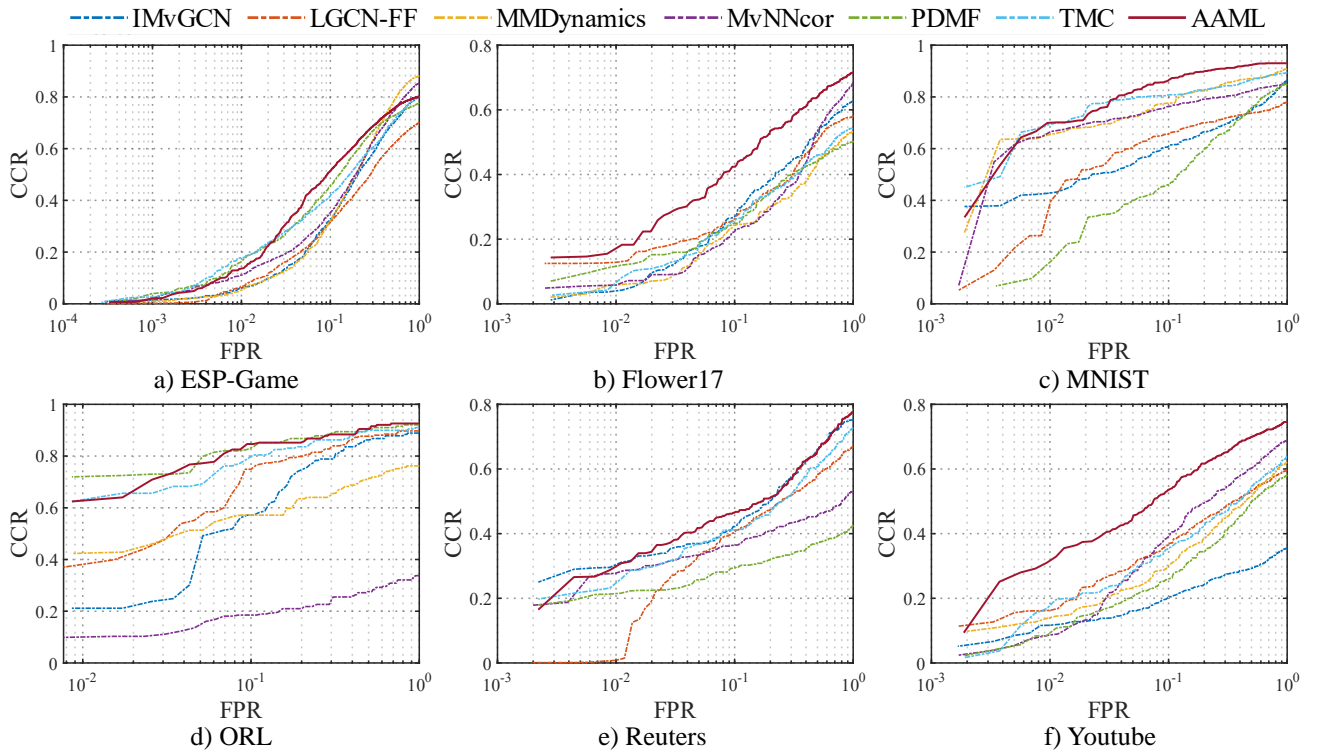 IMvGCN LGCN-FF MMDynamics MvNNcor PDMF TMC AAML
1 0.8 0.6 0.4 0.2 0
CCR
10^-4 10^-3 10^-2 10^-1 10^0
FPR
a) ESP-Game
0.8 0.6 0.4 0.2 0
CCR
10^-3 10^-2 10^-1 10^0
FPR
b) Flower17
1 0.8 0.6 0.4 0.2 0
CCR
10^-3 10^-2 10^-1 10^0
FPR
c) MNIST
1 0.8 0.6 0.4 0.2 0
CCR
10^-2 10^-1 10^0
FPR
d) ORL
0.8 0.6 0.4 0.2 0
CCR
10^-3 10^-2 10^-1 10^0
FPR
e) Reuters
0.8 0.6 0.4 0.2 0
CCR
10^-3 10^-2 10^-1 10^0
FPR
f) Youtube